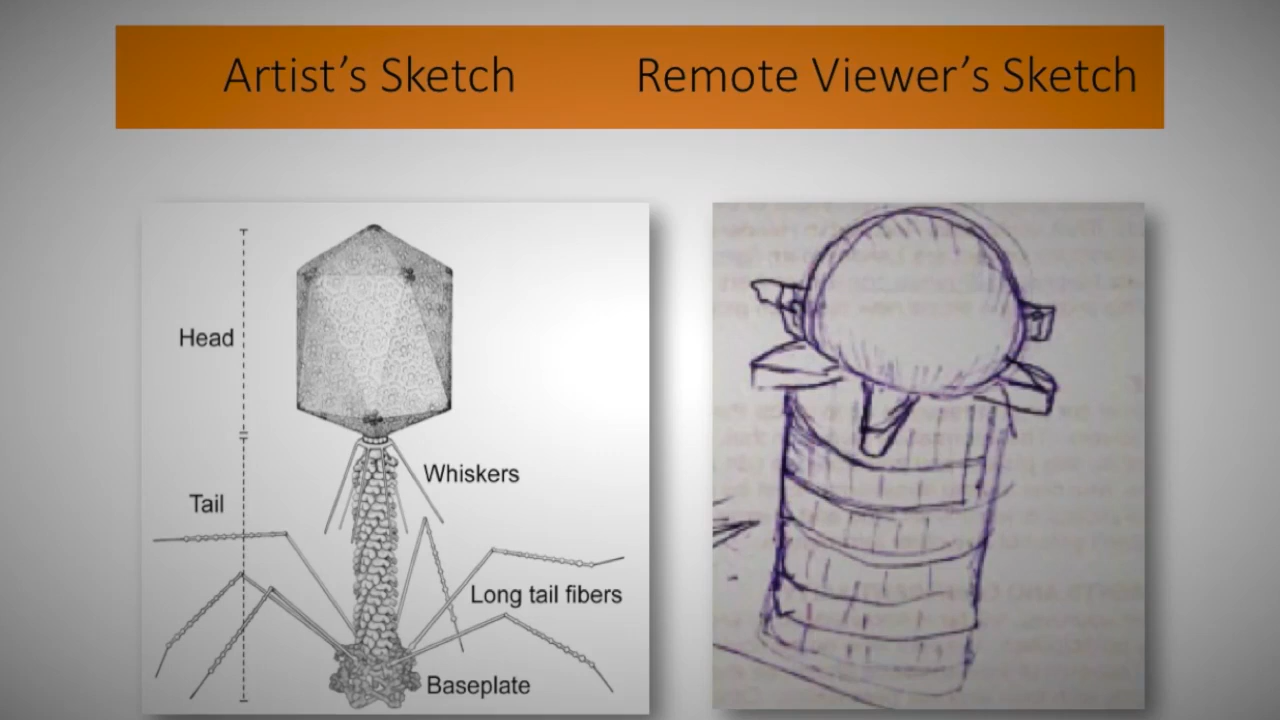 Artist's Sketch
Remote Viewer's Sketch
Head
Whiskers
Tail
Long tail fibers
Baseplate